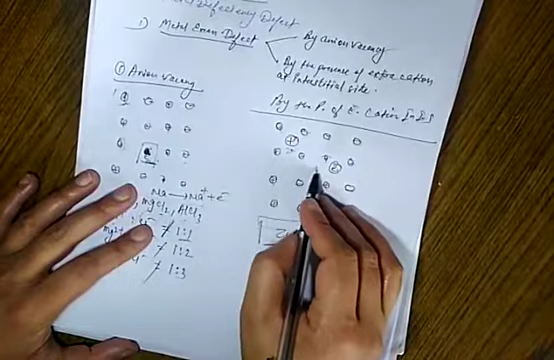 Deficiency Defect
1) Metal Excess Defect
By anion vacancy
By the presence of extra cation
at interstitial site.
① Anion Vacancy
By the P. of E. Cation In I.S
Na → Na⁺ + e⁻
MgCl₂, AlCl₃
≠ 1:1
≠ 1:2
≠ 1:3